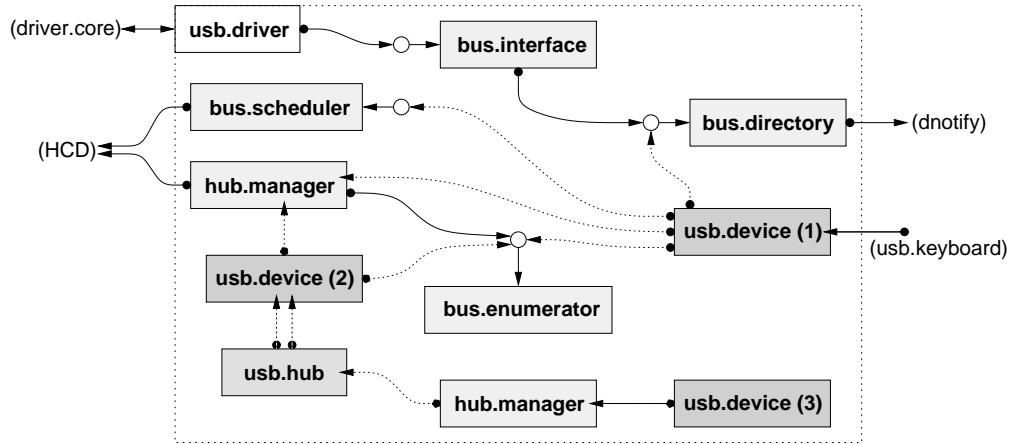 (driver.core)
usb.driver
bus.interface
bus.scheduler
bus.directory
(dnotify)
(HCD)
hub.manager
usb.device (1)
(usb.keyboard)
usb.device (2)
bus.enumerator
usb.hub
hub.manager
usb.device (3)